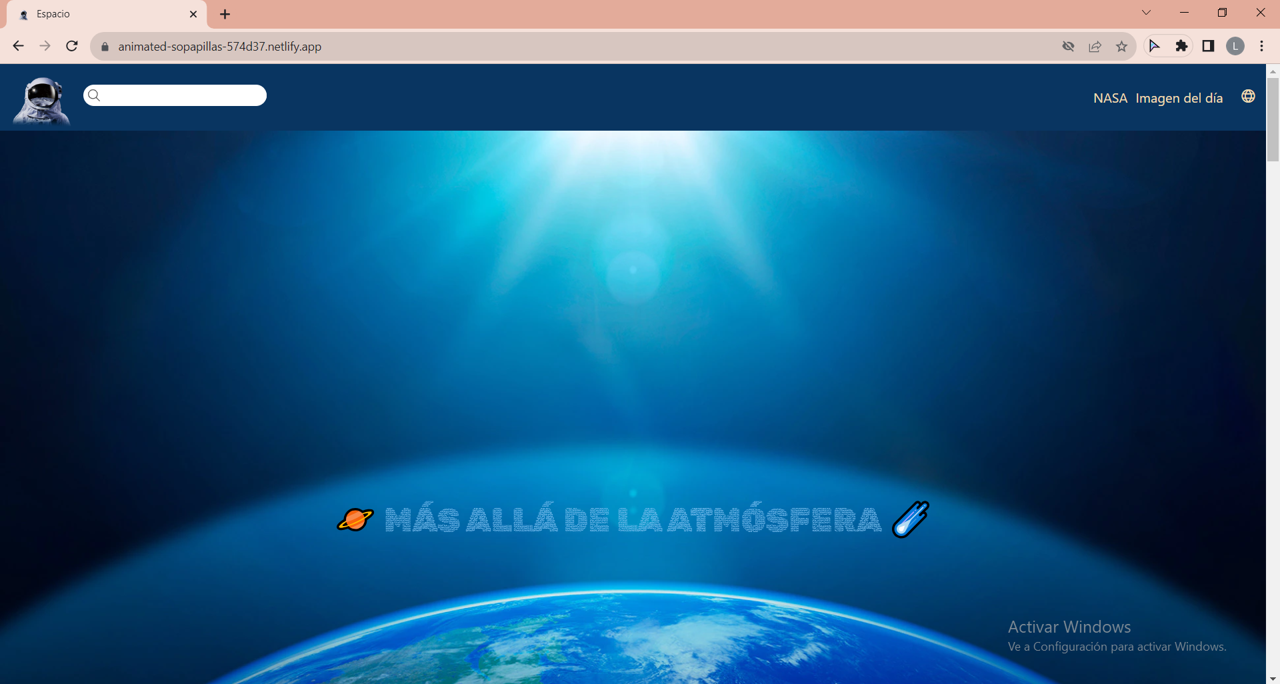 Espacio
animated-sopapillas-574d37.netlify.app
L
NASA Imagen del día
MÁS ALLÁ DE LA ATMÓSFERA
Activar Windows
Ve a Configuración para activar Windows.